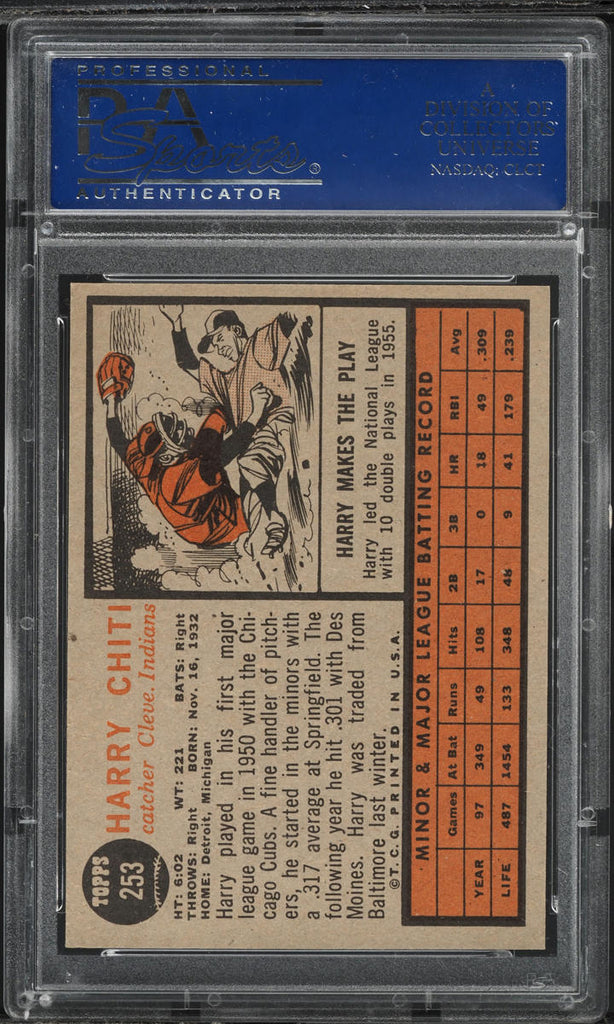 PROFESSIONAL
PSA
Sports®
AUTHENTICATOR
A
DIVISION OF
COLLECTORS
UNIVERSE
NASDAQ: CLCT
TOPPS
253
HARRY CHITI
catcher Cleve. Indians
HT: 6:02 WT: 221 BATS: Right
THROWS: Right BORN: Nov. 16, 1932
HOME: Detroit, Michigan
Harry played in his first major
league game in 1950 with the Chi-
cago Cubs. A fine handler of pitch-
ers, he started in the minors with
a .317 average at Springfield. The
following year he hit .301 with Des
Moines. Harry was traded from
Baltimore last winter.
©T.C.G. PRINTED IN U.S.A.
HARRY MAKES THE PLAY
Harry led the National League
with 10 double plays in 1955.
MINOR & MAJOR LEAGUE BATTING RECORD
Games At Bat Runs Hits 2B 3B HR RBI Avg
YEAR 97 349 49 108 17 0 18 49 .309
LIFE 487 1454 133 348 48 9 41 179 .239
PSA